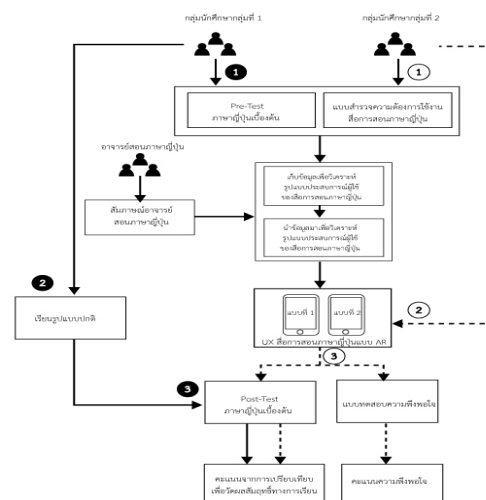 กลุ่มนักศึกษากลุ่มที่ 1
กลุ่มนักศึกษากลุ่มที่ 2
1
1
Pre-Test
ภาษาญี่ปุ่นเบื้องต้น
แบบสำรวจความต้องการใช้งาน
สื่อการสอนภาษาญี่ปุ่น
อาจารย์สอนภาษาญี่ปุ่น
เก็บข้อมูลเพื่อวิเคราะห์
รูปแบบประสบการณ์ผู้ใช้
ของสื่อการสอนภาษาญี่ปุ่น
สัมภาษณ์อาจารย์
สอนภาษาญี่ปุ่น
นำข้อมูลมาเพื่อวิเคราะห์
รูปแบบประสบการณ์ผู้ใช้
ของสื่อการสอนภาษาญี่ปุ่น
2
เรียนรูปแบบปกติ
แบบที่ 1
แบบที่ 2
2
UX สื่อการสอนภาษาญี่ปุ่นแบบ AR
3
3
Post-Test
ภาษาญี่ปุ่นเบื้องต้น
แบบทดสอบความพึงพอใจ
คะแนนจากการเปรียบเทียบ
เพื่อวัดผลสัมฤทธิ์ทางการเรียน
คะแนนความพึงพอใจ